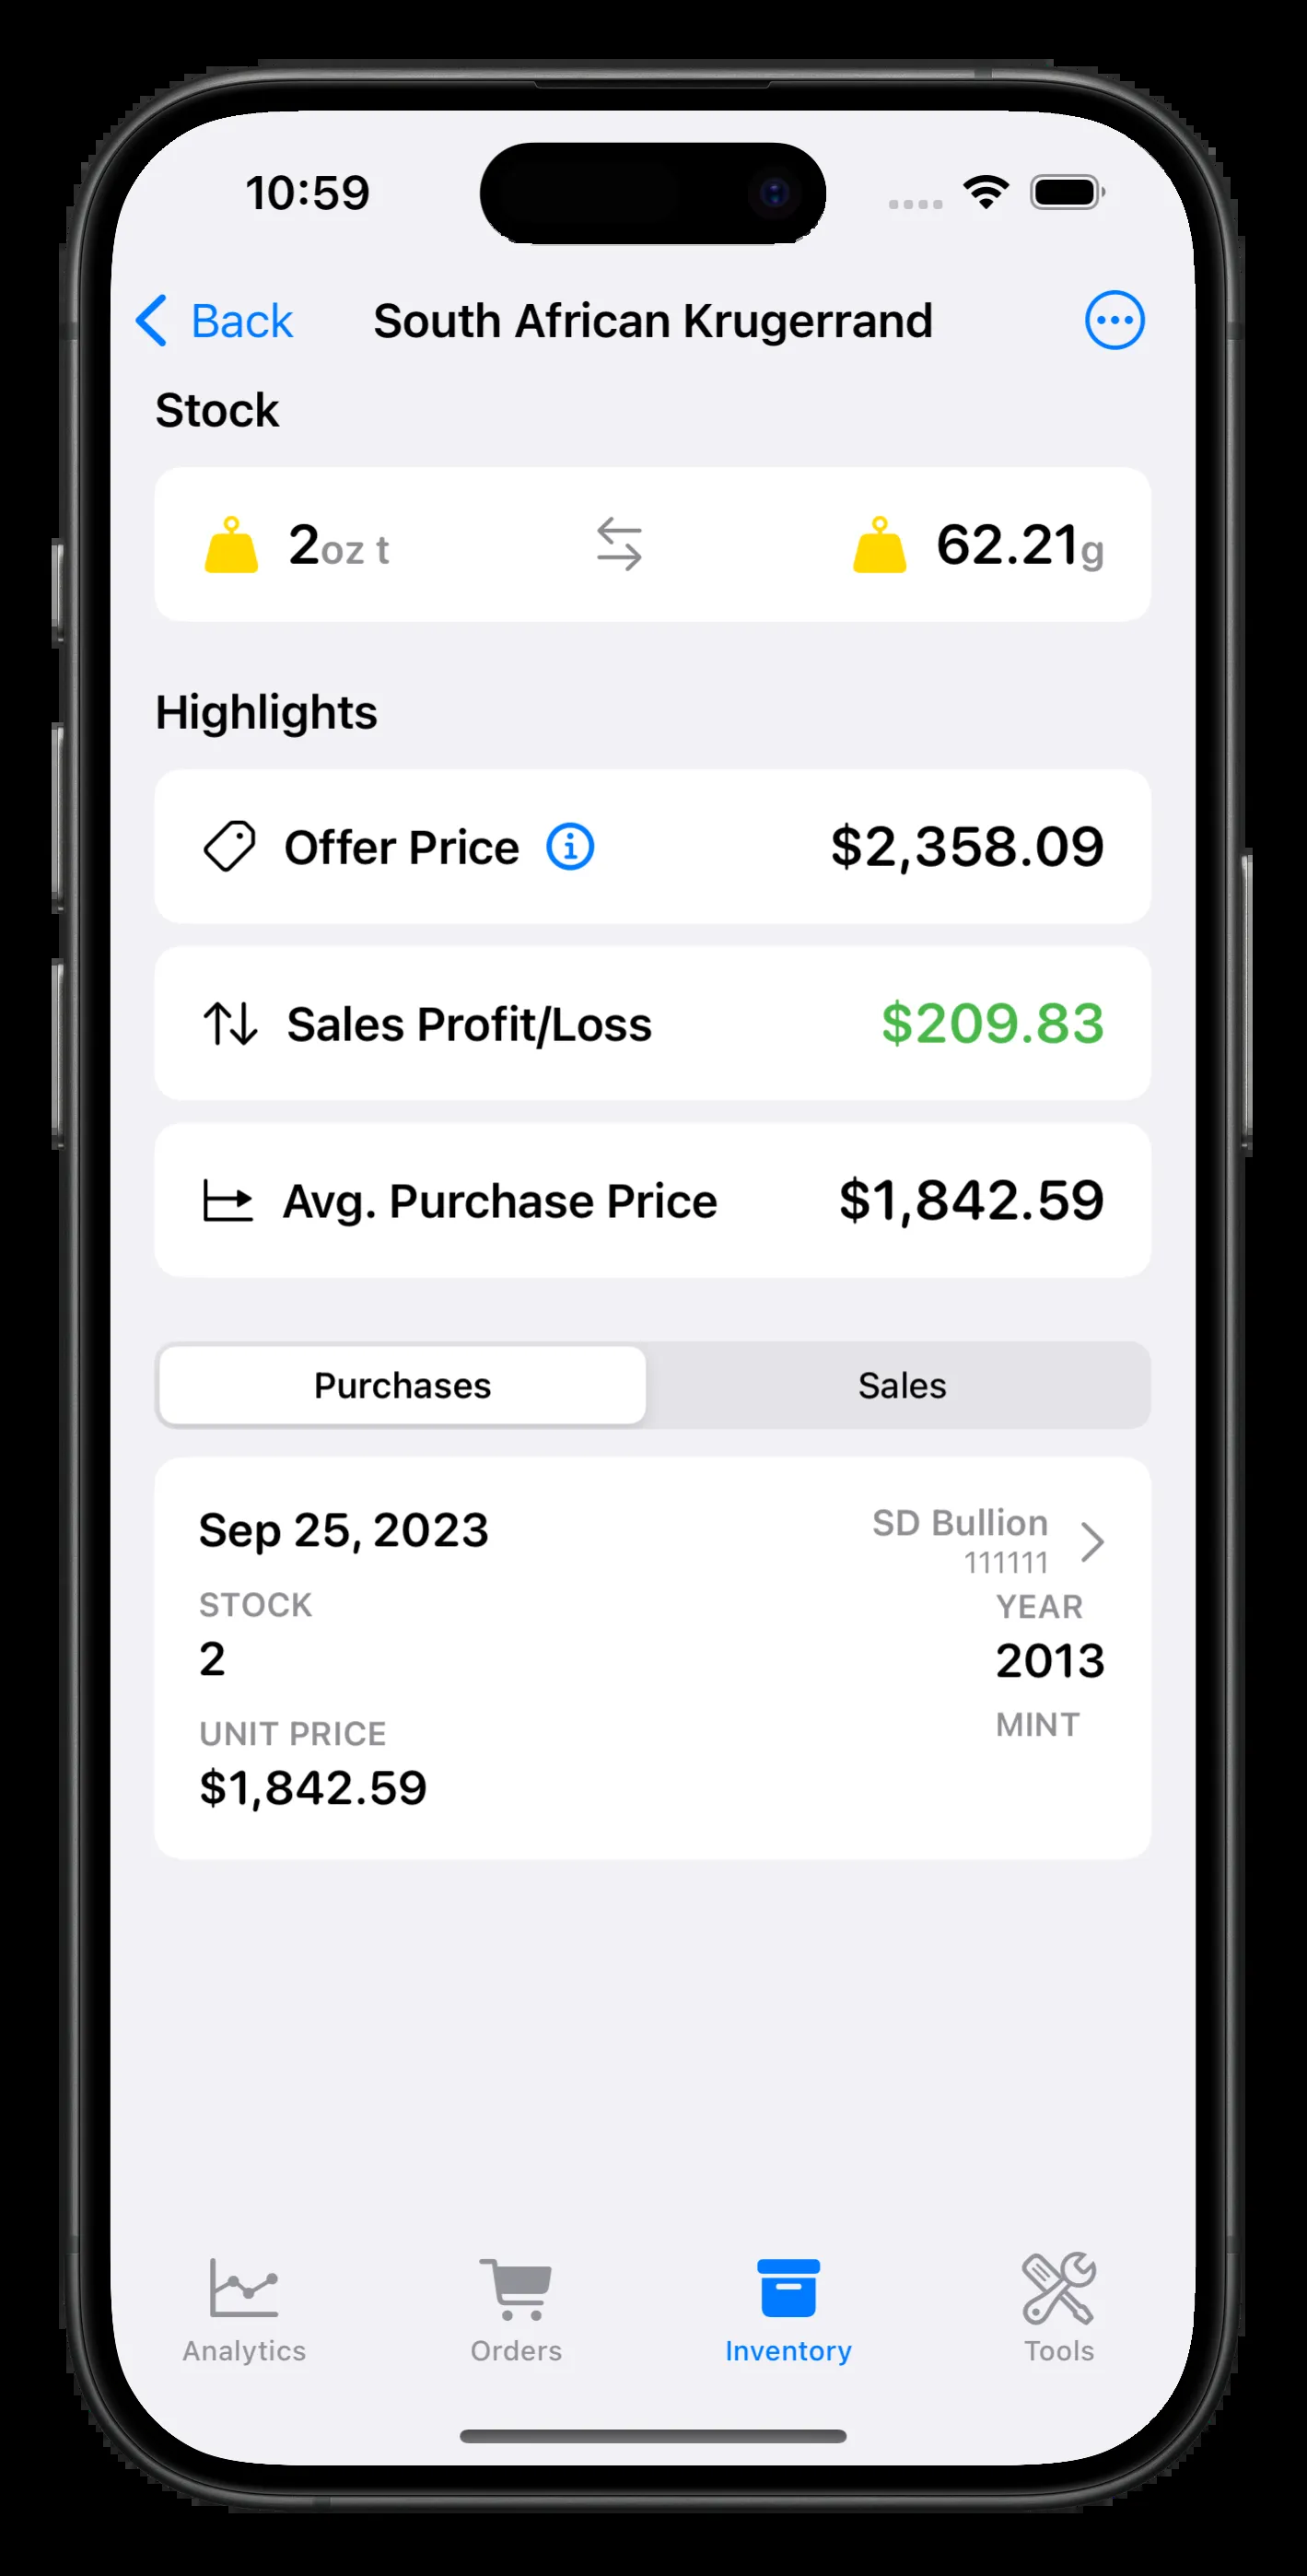 10:59
Back South African Krugerrand
Stock
2oz t 62.21g
Highlights
Offer Price $2,358.09
Sales Profit/Loss $209.83
Avg. Purchase Price $1,842.59
Purchases Sales
Sep 25, 2023 SD Bullion
111111
STOCK YEAR
2 2013
UNIT PRICE MINT
$1,842.59
Analytics Orders Inventory Tools